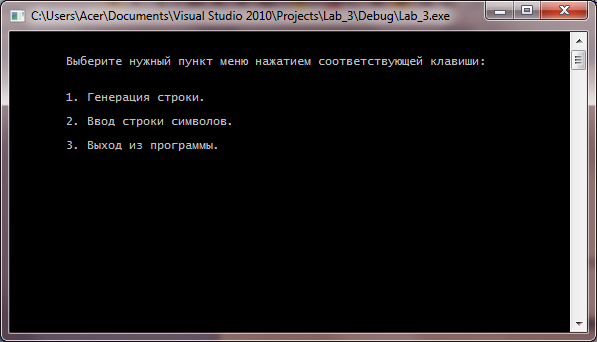 C:\Users\Acer\Documents\Visual Studio 2010\Projects\Lab_3\Debug\Lab_3.exe
Выберите нужный пункт меню нажатием соответствующей клавиши:
1. Генерация строки.
2. Ввод строки символов.
3. Выход из программы.